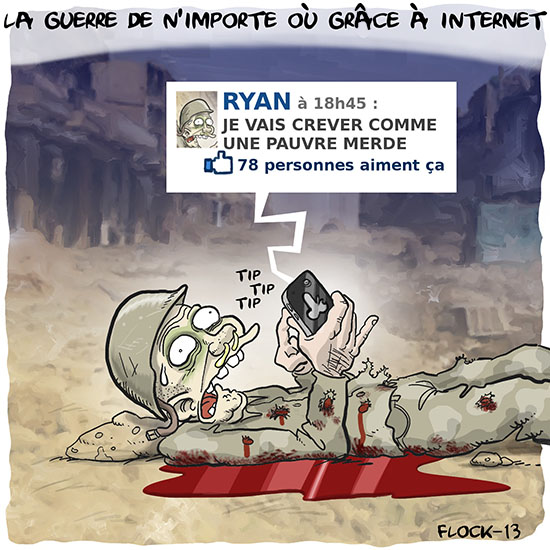 LA GUERRE DE N'IMPORTE OÙ GRÂCE À INTERNET
RYAN à 18h45 :
JE VAIS CREVER COMME
UNE PAUVRE MERDE
78 personnes aiment ça
TIP
TIP
TIP
FLOCK-13